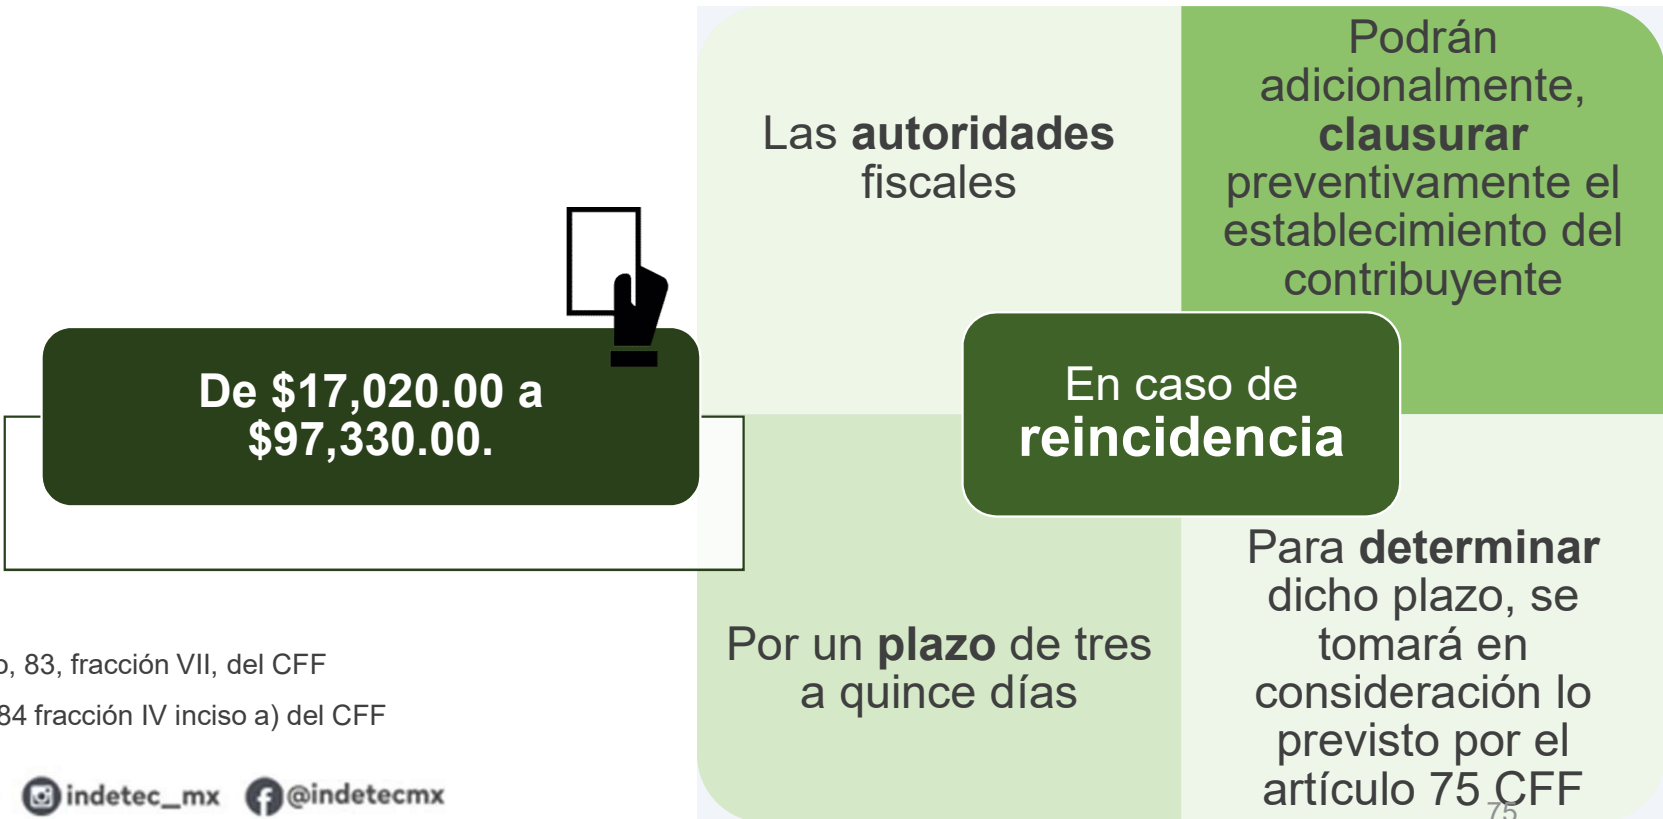 De $17,020.00 a
$97,330.00.
Las autoridades
fiscales
Podrán
adicionalmente,
clausurar
preventivamente el
establecimiento del
contribuyente
En caso de
reincidencia
Por un plazo de tres
a quince días
Para determinar
dicho plazo, se
tomará en
consideración lo
previsto por el
artículo 75 CFF
, 83, fracción VII, del CFF
84 fracción IV inciso a) del CFF
indetec_mx @indetecmx
75